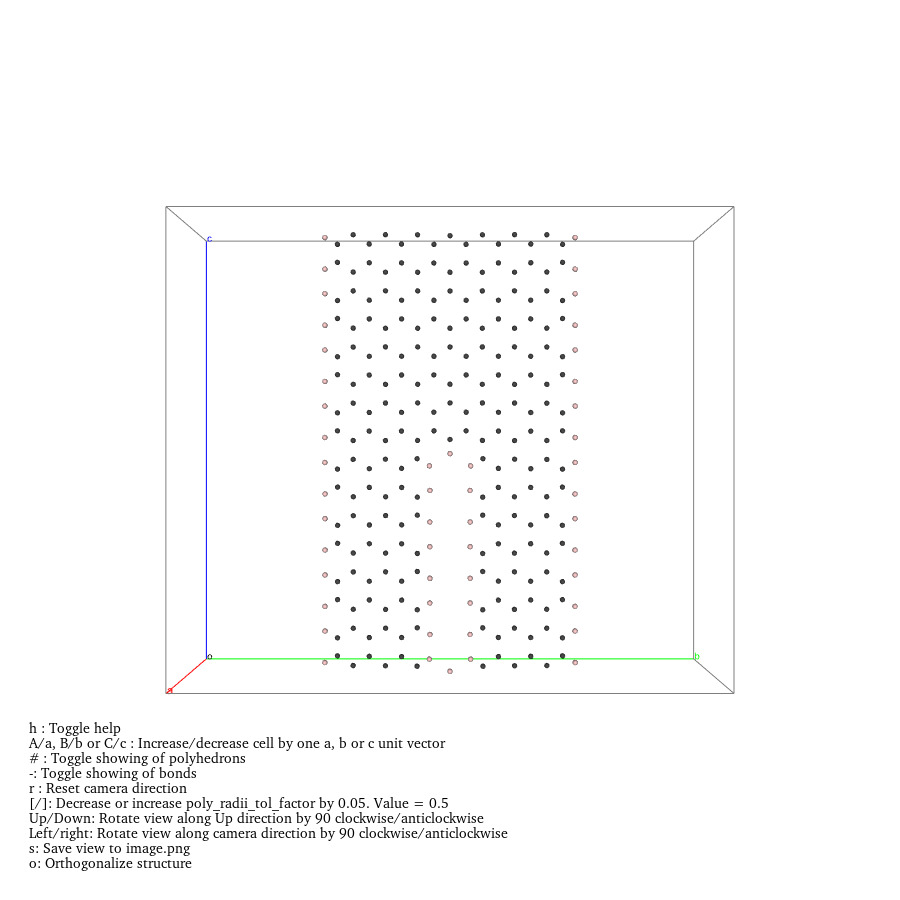 c
o
b
a
h : Toggle help
A/a, B/b or C/c : Increase/decrease cell by one a, b or c unit vector
# : Toggle showing of polyhedrons
-: Toggle showing of bonds
r : Reset camera direction
[/]: Decrease or increase poly_radii_tol_factor by 0.05. Value = 0.5
Up/Down: Rotate view along Up direction by 90 clockwise/anticlockwise
Left/right: Rotate view along camera direction by 90 clockwise/anticlockwise
s: Save view to image.png
o: Orthogonalize structure